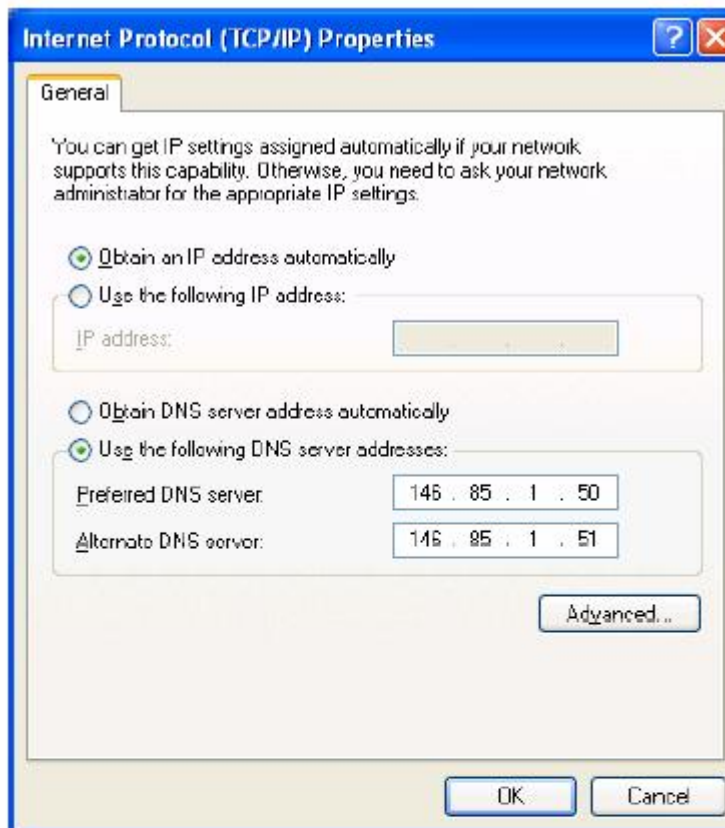 Internet Protocol (TCP/IP) Properties
General
You can get IP settings assigned automatically if your network
supports this capability. Otherwise, you need to ask your network
administrator for the appropriate IP settings.
Obtain an IP address automatically
Use the following IP address:
IP address:
Obtain DNS server address automatically
Use the following DNS server addresses:
Preferred DNS server: 146 . 85 . 1 . 50
Alternate DNS server: 146 . 85 . 1 . 51
Advanced...
OK Cancel